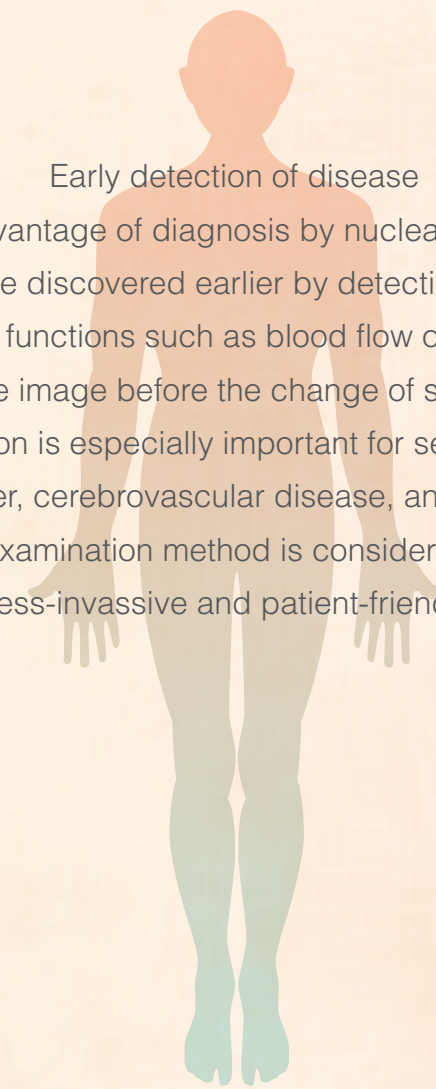 Early detection of disease
vantage of diagnosis by nuclea
e discovered earlier by detecti
functions such as blood flow o
e image before the change of s
on is especially important for se
er, cerebrovascular disease, an
xamination method is consider
ess-invassive and patient-friend